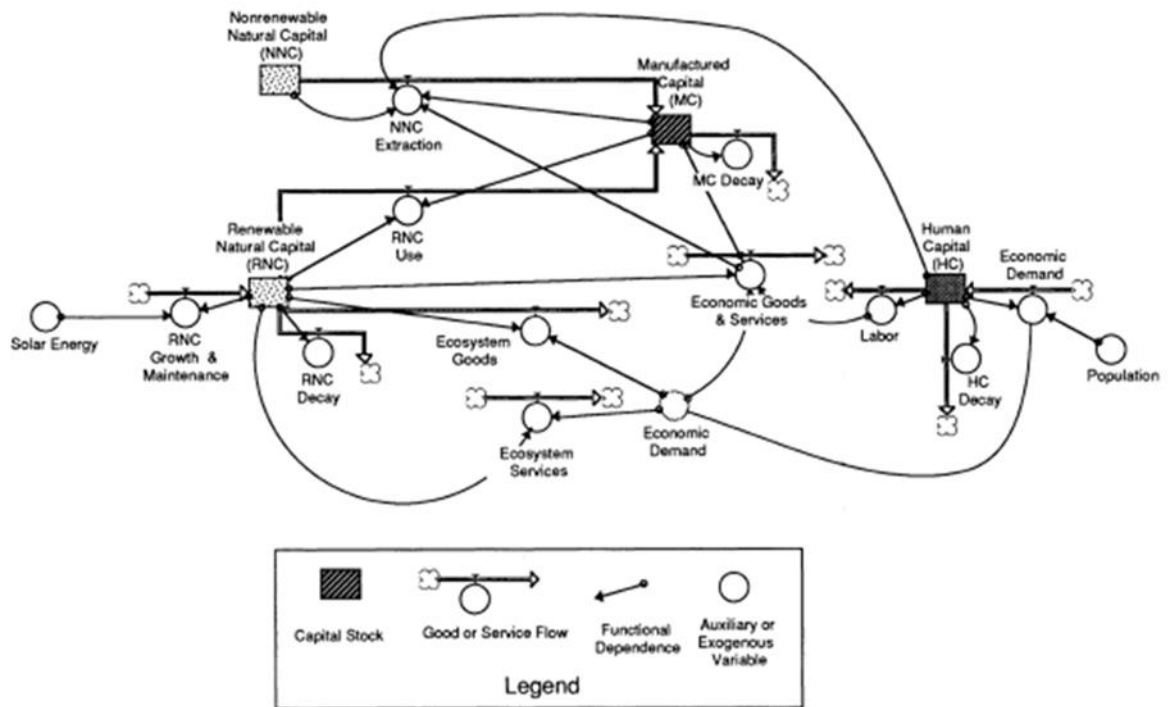 Nonrenewable
Natural Capital
(NNC)
Manufactured
Capital
(MC)
NNC
Extraction
MC Decay
Renewable
Natural Capital
(RNC)
RNC
Use
Human
Capital
(HC)
Economic
Demand
Economic Goods
& Services
Solar Energy
RNC
Growth &
Maintenance
RNC
Decay
Ecosystem
Goods
Labor
HC
Decay
Population
Ecosystem
Services
Economic
Demand
Capital Stock
Good or Service Flow
Functional
Dependence
Auxiliary or
Exogenous
Variable
Legend